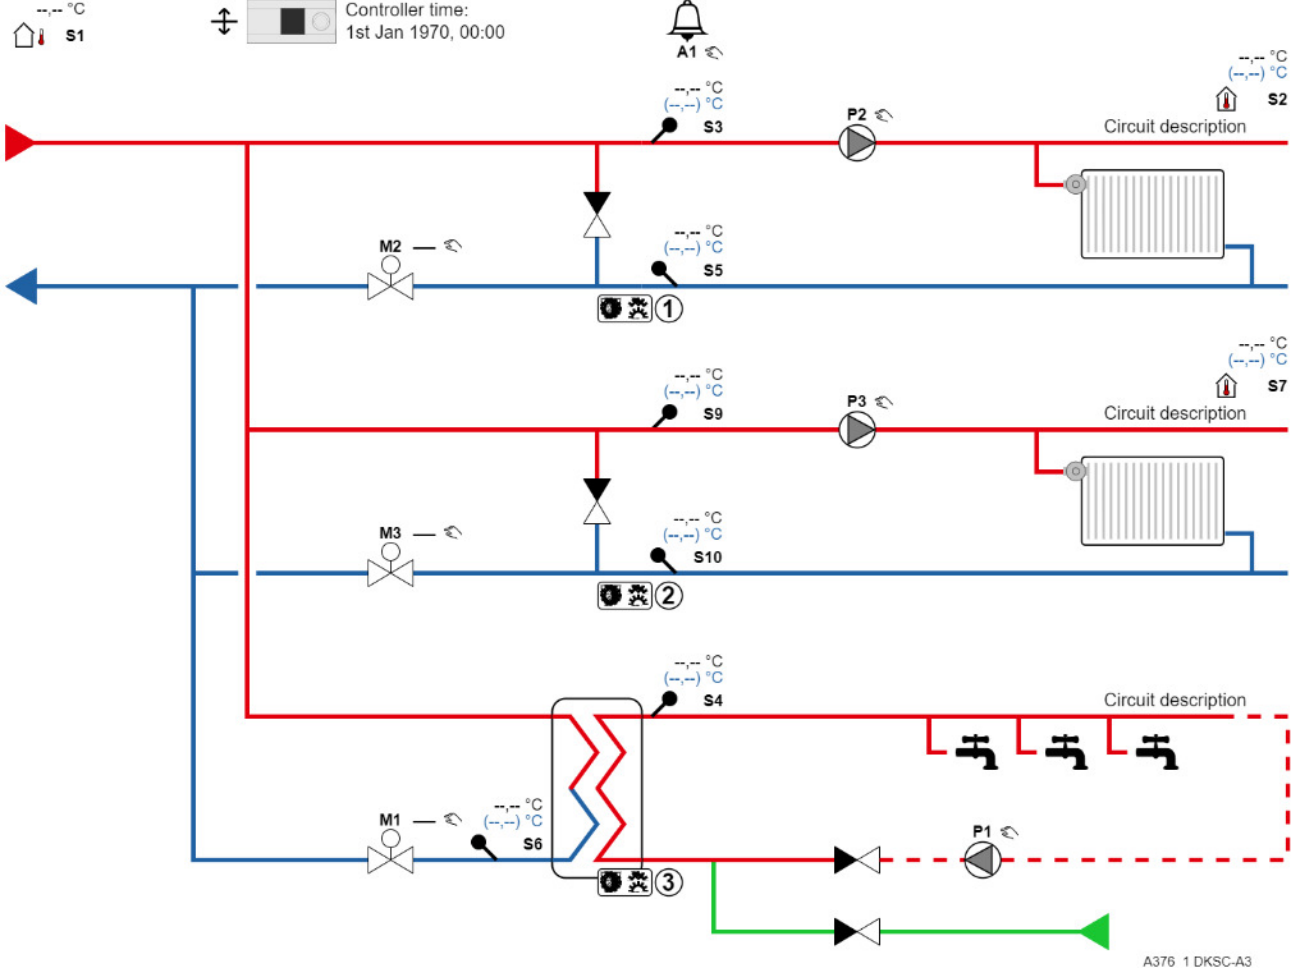 --,-- °C
S1
Controller time:
1st Jan 1970, 00:00
A1
--,-- °C
(--,--) °C
S2
--,-- °C
(--,--) °C
S3
P2
Circuit description
M2
--,-- °C
(--,--) °C
S5
1
--,-- °C
(--,--) °C
S7
--,-- °C
(--,--) °C
S9
P3
Circuit description
M3
--,-- °C
(--,--) °C
S10
2
--,-- °C
(--,--) °C
S4
Circuit description
M1
--,-- °C
(--,--) °C
S6
P1
3
A376 1 DKSC-A3